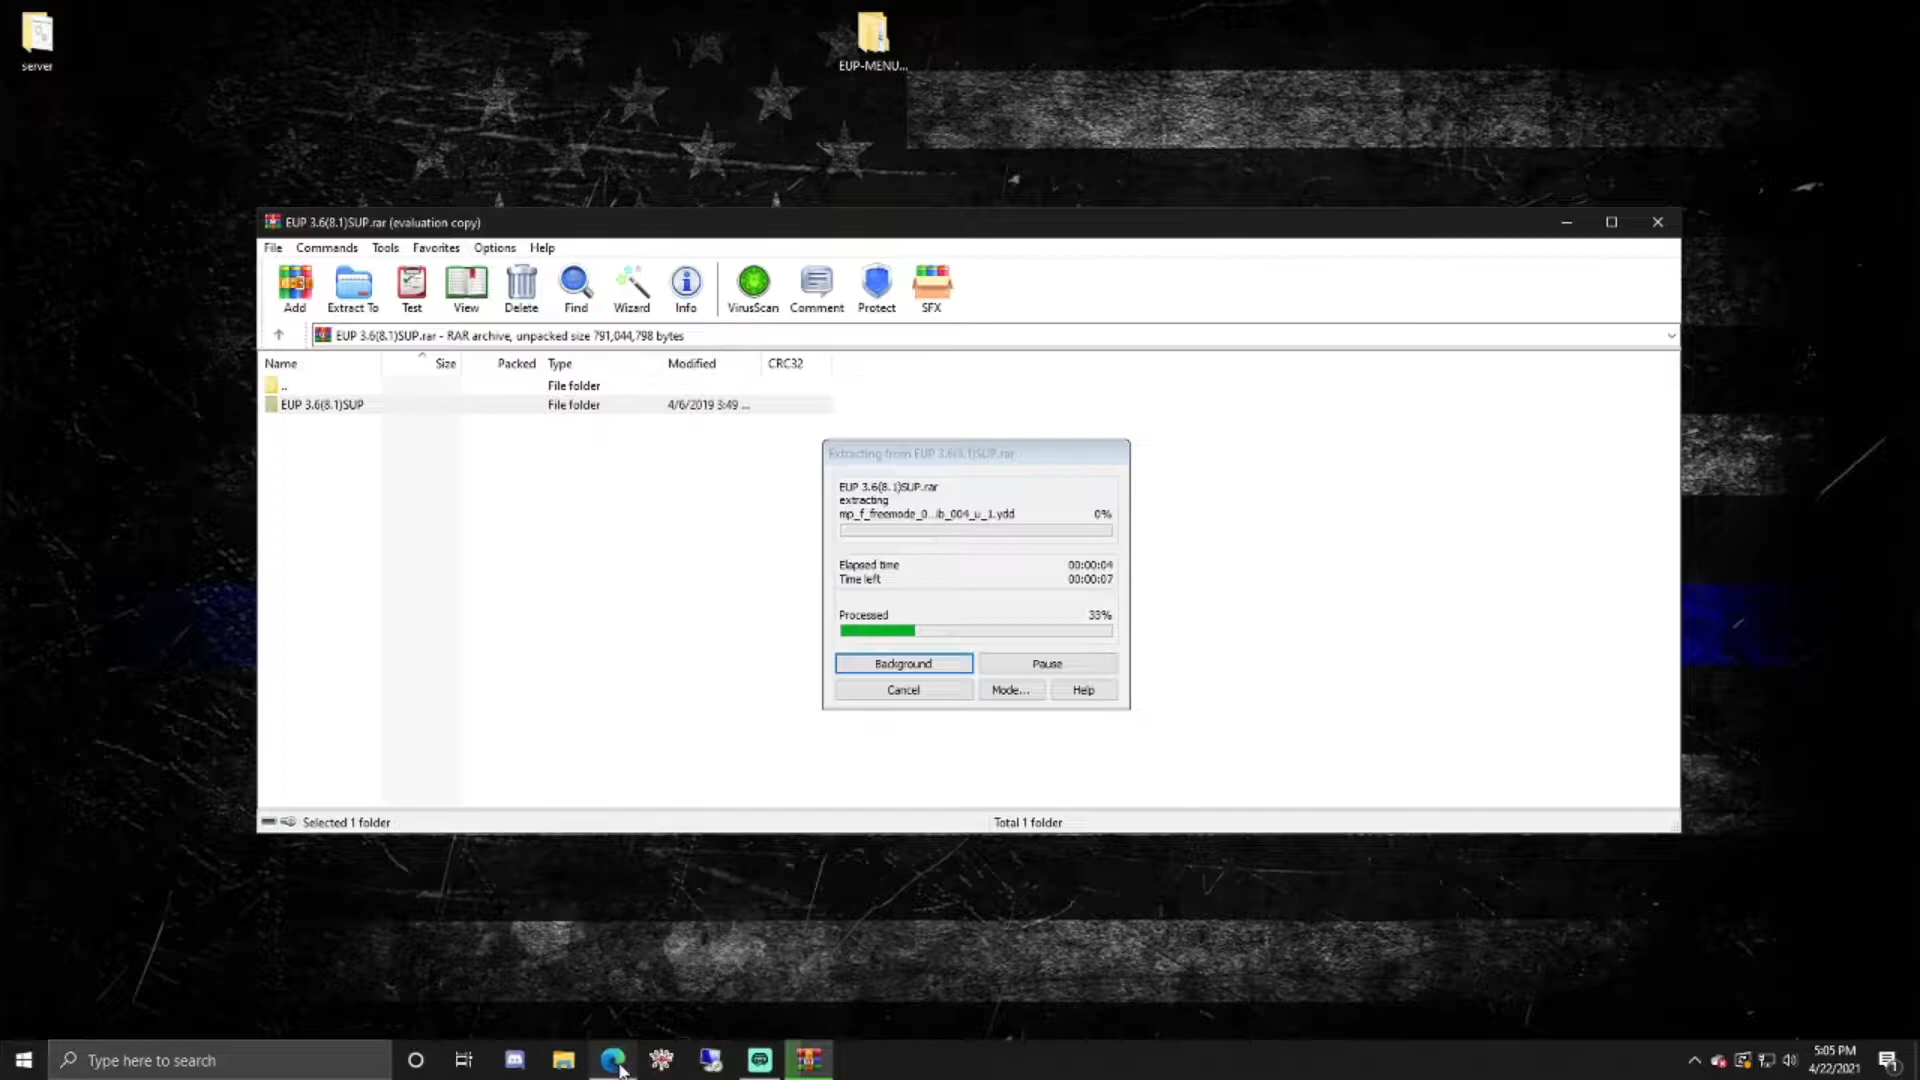 server
EUP-MENU...
EUP 3.6(8.1)SUP.rar (evaluation copy)
File Commands Tools Favorites Options Help
Add Extract To Test View Delete Find Wizard Info VirusScan Comment Protect SFX
EUP 3.6(8.1)SUP.rar - RAR archive, unpacked size 791,044,798 bytes
Name Size Packed Type Modified CRC32
.. File folder
EUP 3.6(8.1)SUP File folder 4/6/2019 3:49 ...
Extracting from EUP 3.6(8.1)SUP.rar
EUP 3.6(8.1)SUP.rar
extracting
mp_f_freemode_0...ib_004_u_1.ydd 0%
Elapsed time 00:00:04
Time left 00:00:07
Processed 33%
Background Pause
Cancel Mode... Help
Selected 1 folder Total 1 folder
Type here to search
5:05 PM
4/22/2021
1